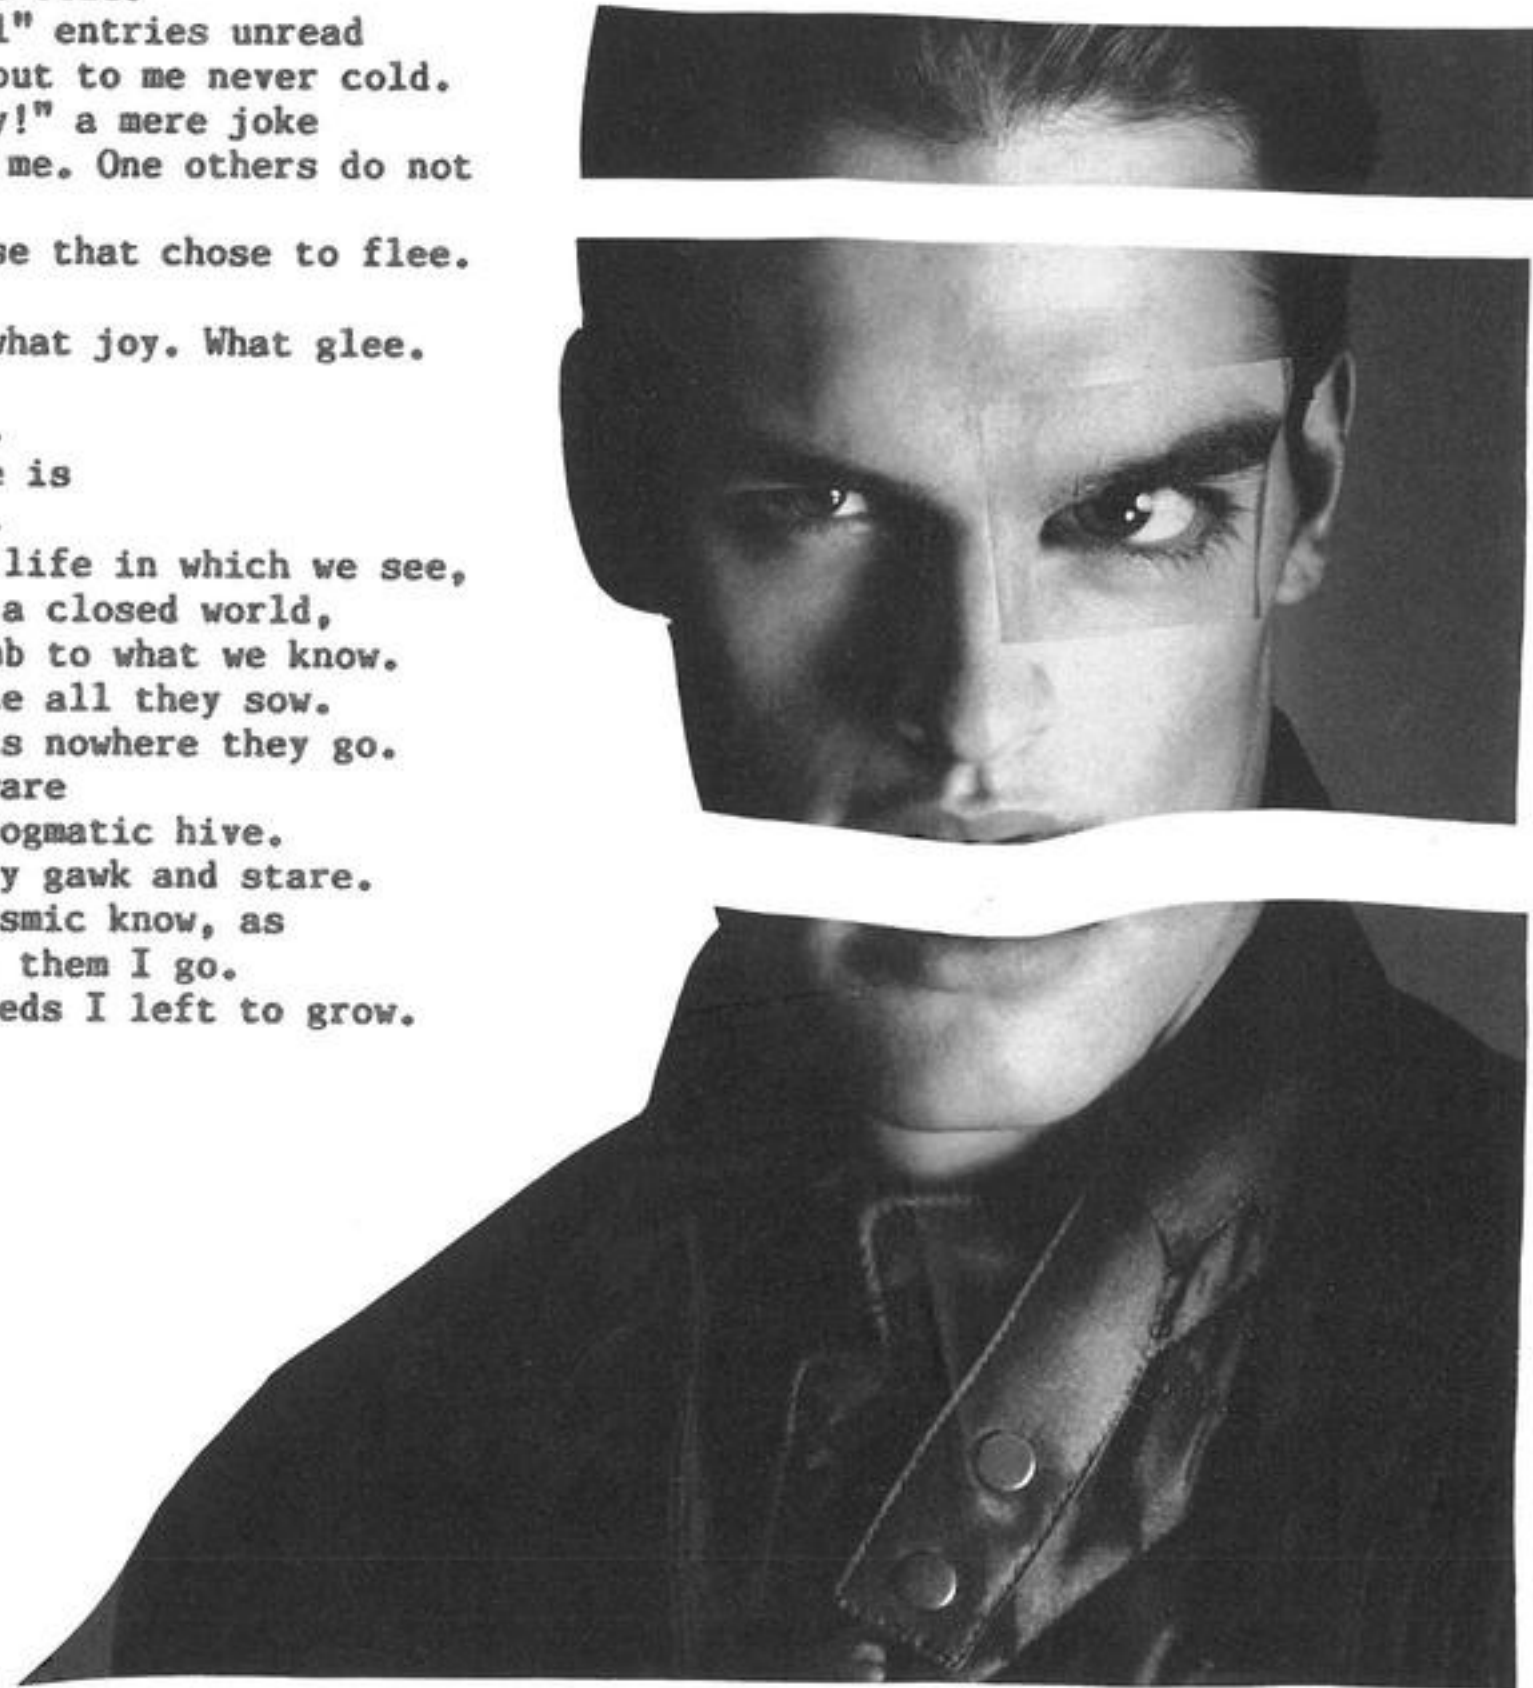 l" entries unread
out to me never cold.
y!" a mere joke
me. One others do not
se that chose to flee.
what joy. What glee.
e is
life in which we see,
a closed world,
mb to what we know.
e all they sow.
s nowhere they go.
are
ogmatic hive.
y gawk and stare.
smic know, as
them I go.
eds I left to grow.